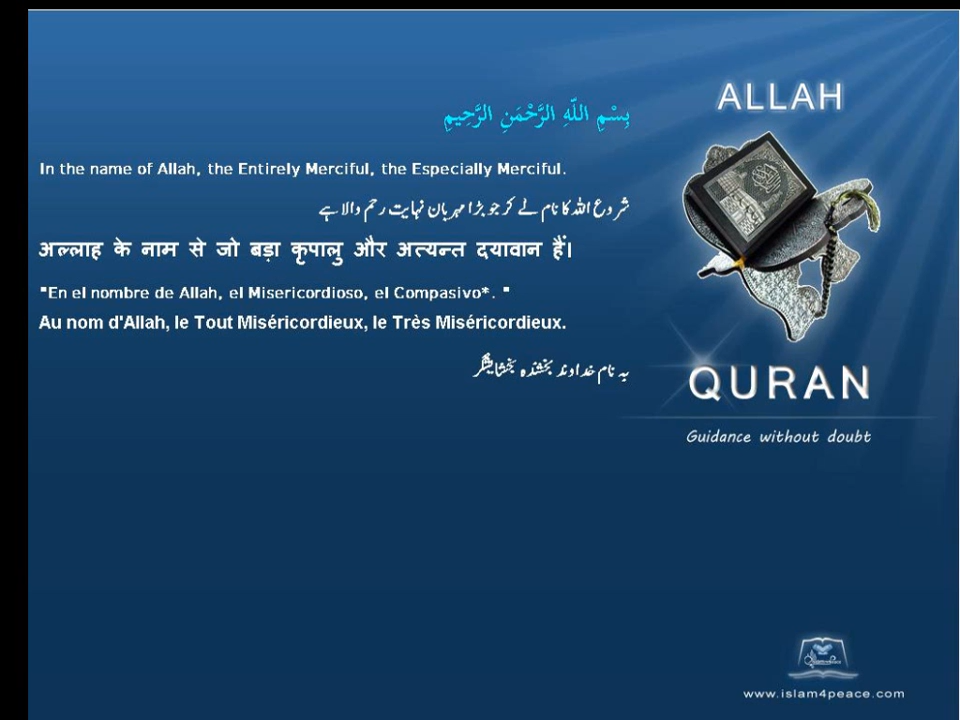 بِسْمِ اللّهِ الرَّحْمَنِ الرَّحِيمِ
In the name of Allah, the Entirely Merciful, the Especially Merciful.
شروع الله کا نام لے کر جو بڑا مہربان نہایت رحم والا ہے
अल्लाह के नाम से जो बड़ा कृपालु और अत्यन्त दयावान हैं।
"En el nombre de Allah, el Misericordioso, el Compasivo*. "
Au nom d'Allah, le Tout Miséricordieux, le Très Miséricordieux.
به نام خداوند بخشنده بخشایشگر
ALLAH
QURAN
Guidance without doubt
www.islam4peace.com